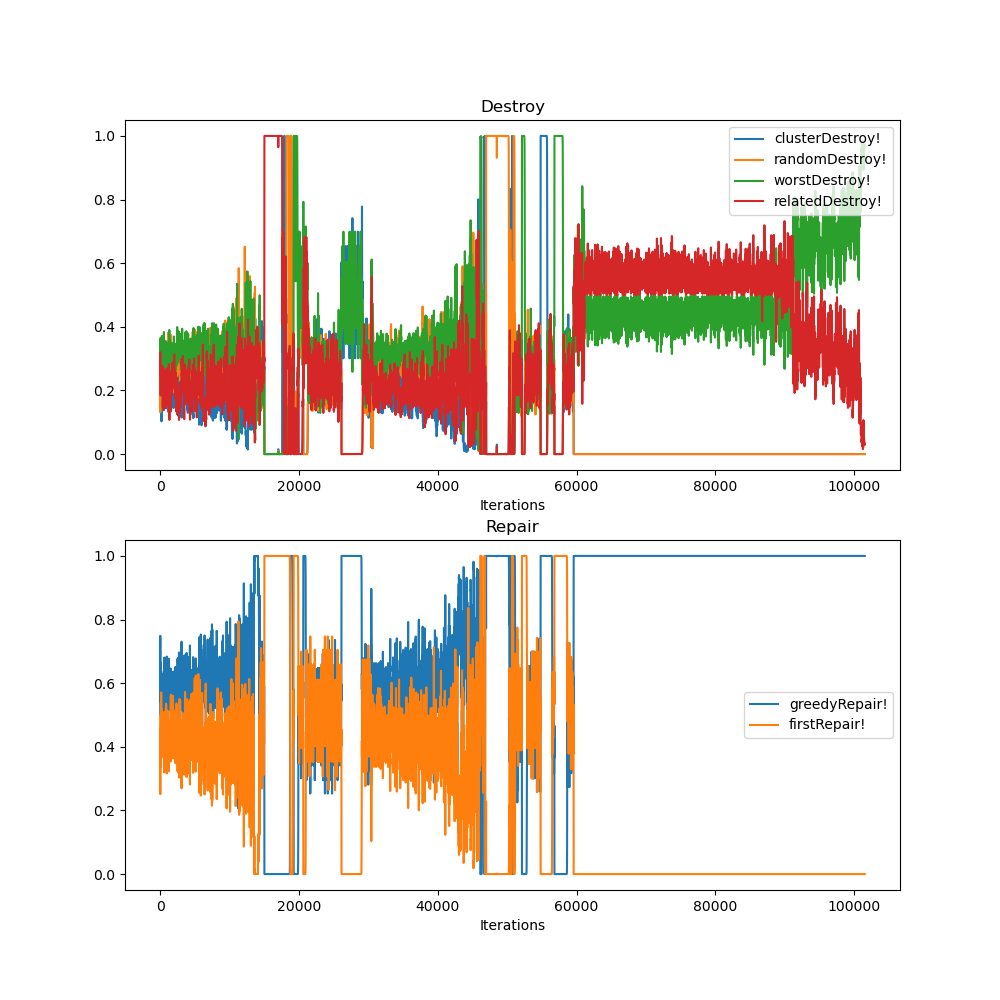 Destroy
1.0
0.8
0.6
0.4
0.2
0.0
clusterDestroy!
randomDestroy!
worstDestroy!
relatedDestroy!
0 20000 40000 60000 80000 100000
Iterations
Repair
1.0
0.8
0.6
0.4
0.2
0.0
greedyRepair!
firstRepair!
0 20000 40000 60000 80000 100000
Iterations